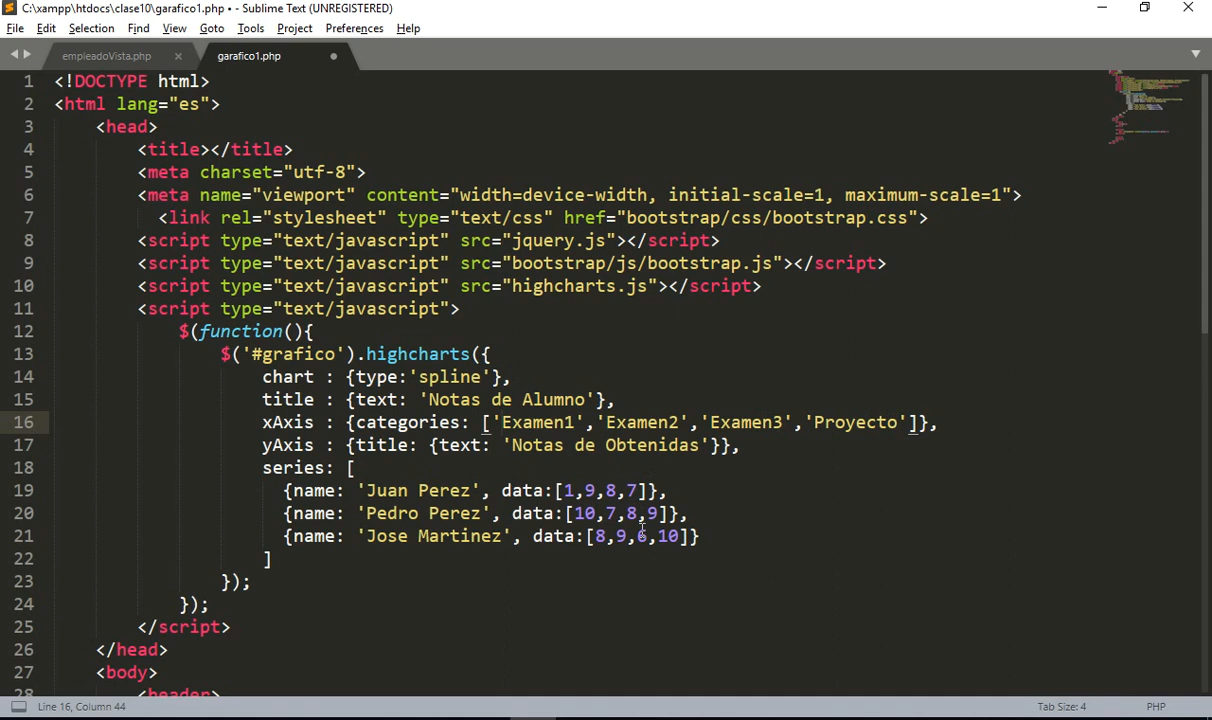 C:\xampp\htdocs\clase10\garafico1.php • - Sublime Text (UNREGISTERED)
File Edit Selection Find View Goto Tools Project Preferences Help
empleadoVista.php garafico1.php
1 <!DOCTYPE html>
2 <html lang="es">
3 <head>
4 <title></title>
5 <meta charset="utf-8">
6 <meta name="viewport" content="width=device-width, initial-scale=1, maximum-scale=1">
7 <link rel="stylesheet" type="text/css" href="bootstrap/css/bootstrap.css">
8 <script type="text/javascript" src="jquery.js"></script>
9 <script type="text/javascript" src="bootstrap/js/bootstrap.js"></script>
10 <script type="text/javascript" src="highcharts.js"></script>
11 <script type="text/javascript">
12 $(function(){
13 $('#grafico').highcharts({
14 chart : {type:'spline'},
15 title : {text: 'Notas de Alumno'},
16 xAxis : {categories: ['Examen1','Examen2','Examen3','Proyecto']},
17 yAxis : {title: {text: 'Notas de Obtenidas'}},
18 series: [
19 {name: 'Juan Perez', data:[1,9,8,7]},
20 {name: 'Pedro Perez', data:[10,7,8,9]},
21 {name: 'Jose Martinez', data:[8,9,6,10]}
22 ]
23 });
24 });
25 </script>
26 </head>
27 <body>
28 <header>
Line 16, Column 44 Tab Size: 4 PHP